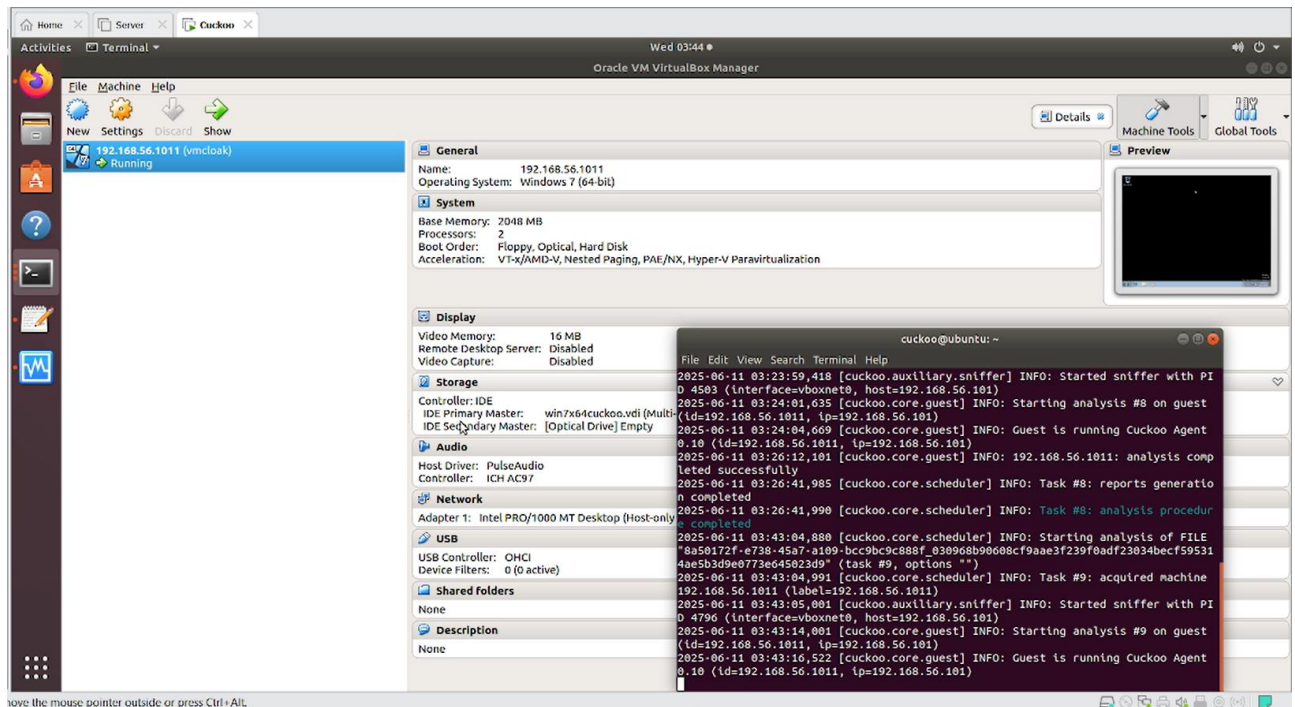 Home
Server
Cuckoo
Activities
Terminal
Wed 03:44
Oracle VM VirtualBox Manager
File Machine Help
New Settings Discard Show
Details
Machine Tools
Global Tools
192.168.56.1011 (vmcloak)
Running
General
Name: 192.168.56.1011
Operating System: Windows 7 (64-bit)
System
Base Memory: 2048 MB
Processors: 2
Boot Order: Floppy, Optical, Hard Disk
Acceleration: VT-x/AMD-V, Nested Paging, PAE/NX, Hyper-V Paravirtualization
Preview
Display
Video Memory: 16 MB
Remote Desktop Server: Disabled
Video Capture: Disabled
Storage
Controller: IDE
IDE Primary Master: win7x64cuckoo.vdi (Multi-
IDE Secondary Master: [Optical Drive] Empty
Audio
Host Driver: PulseAudio
Controller: ICH AC97
Network
Adapter 1: Intel PRO/1000 MT Desktop (Host-only
USB
USB Controller: OHCI
Device Filters: 0 (0 active)
Shared folders
None
Description
None
cuckoo@ubuntu: ~
File Edit View Search Terminal Help
2025-06-11 03:23:59,418 [cuckoo.auxiliary.sniffer] INFO: Started sniffer with PI
D 4503 (interface=vboxnet0, host=192.168.56.101)
2025-06-11 03:24:01,635 [cuckoo.core.guest] INFO: Starting analysis #8 on guest
(id=192.168.56.1011, ip=192.168.56.101)
2025-06-11 03:24:04,669 [cuckoo.core.guest] INFO: Guest is running Cuckoo Agent
0.10 (id=192.168.56.1011, ip=192.168.56.101)
2025-06-11 03:26:12,101 [cuckoo.core.guest] INFO: 192.168.56.1011: analysis comp
leted successfully
2025-06-11 03:26:41,985 [cuckoo.core.scheduler] INFO: Task #8: reports generatio
n completed
2025-06-11 03:26:41,990 [cuckoo.core.scheduler] INFO: Task #8: analysis procedur
e completed
2025-06-11 03:43:04,880 [cuckoo.core.scheduler] INFO: Starting analysis of FILE
"8a50172f-e738-45a7-a109-bcc9bc9c888f_030968b90608cf9aae3f239f0adf23034becf59531
4ae5b3d9e0773e645023d9" (task #9, options "")
2025-06-11 03:43:04,991 [cuckoo.core.scheduler] INFO: Task #9: acquired machine
192.168.56.1011 (label=192.168.56.1011)
2025-06-11 03:43:05,001 [cuckoo.auxiliary.sniffer] INFO: Started sniffer with PI
D 4796 (interface=vboxnet0, host=192.168.56.101)
2025-06-11 03:43:14,001 [cuckoo.core.guest] INFO: Starting analysis #9 on guest
(id=192.168.56.1011, ip=192.168.56.101)
2025-06-11 03:43:16,522 [cuckoo.core.guest] INFO: Guest is running Cuckoo Agent
0.10 (id=192.168.56.1011, ip=192.168.56.101)
ove the mouse pointer outside or press Ctrl+Alt.